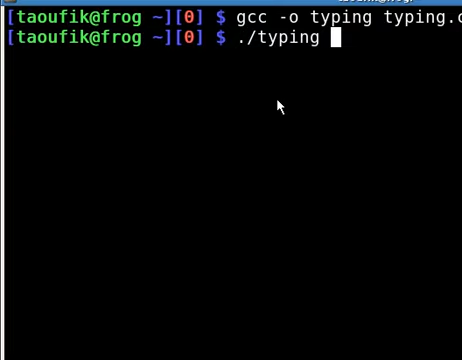 [taoufik@frog ~][0] $ gcc -o typing typing.c
[taoufik@frog ~][0] $ ./typing